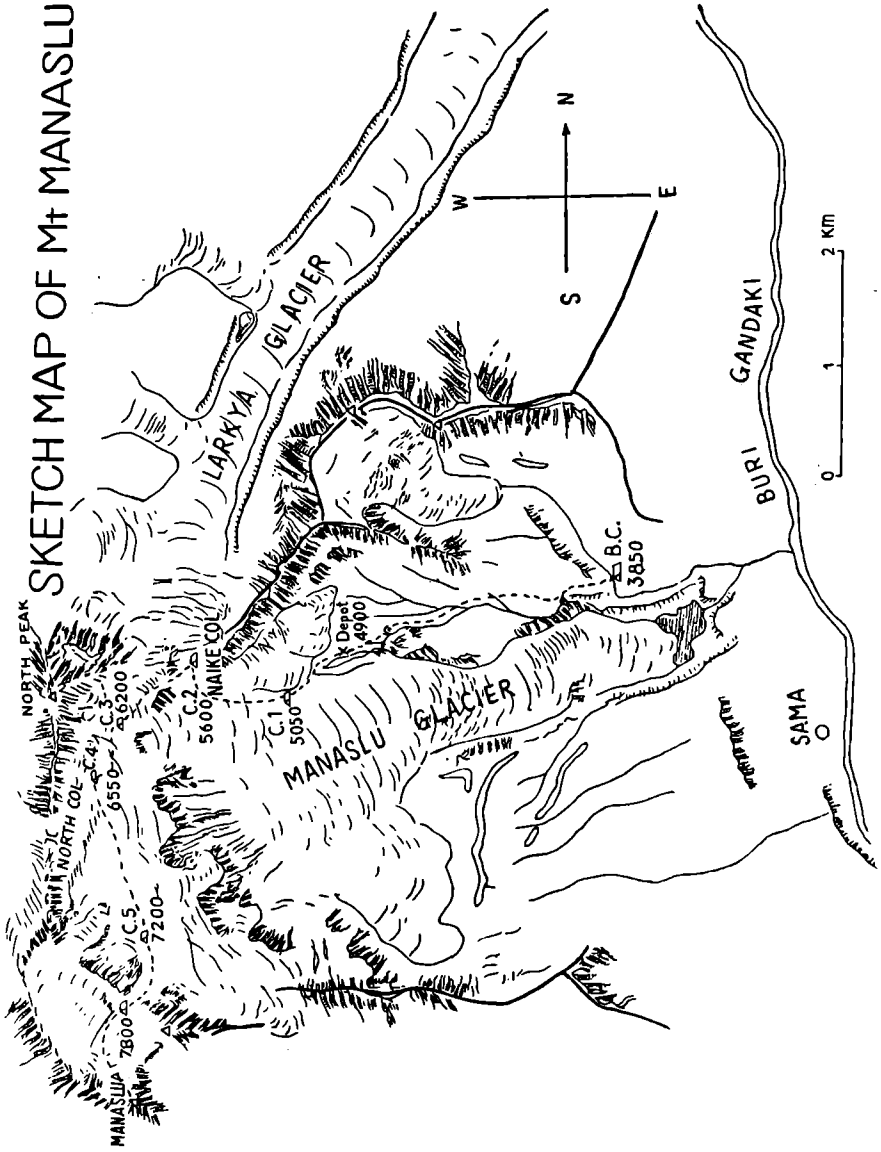 SKETCH MAP OF Mt MANASLU
NORTH PEAK
NORTH COL
C.4
6550
C.3
6200
C.5
7200
7800
MANASLU
C.2
5600
NAIKE COL
C.1
5050
x Depot
4900
MANASLU GLACIER
LARKYA GLACIER
W
N
S
E
B.C.
3850
SAMA
BURI GANDAKI
0 1 2 Km